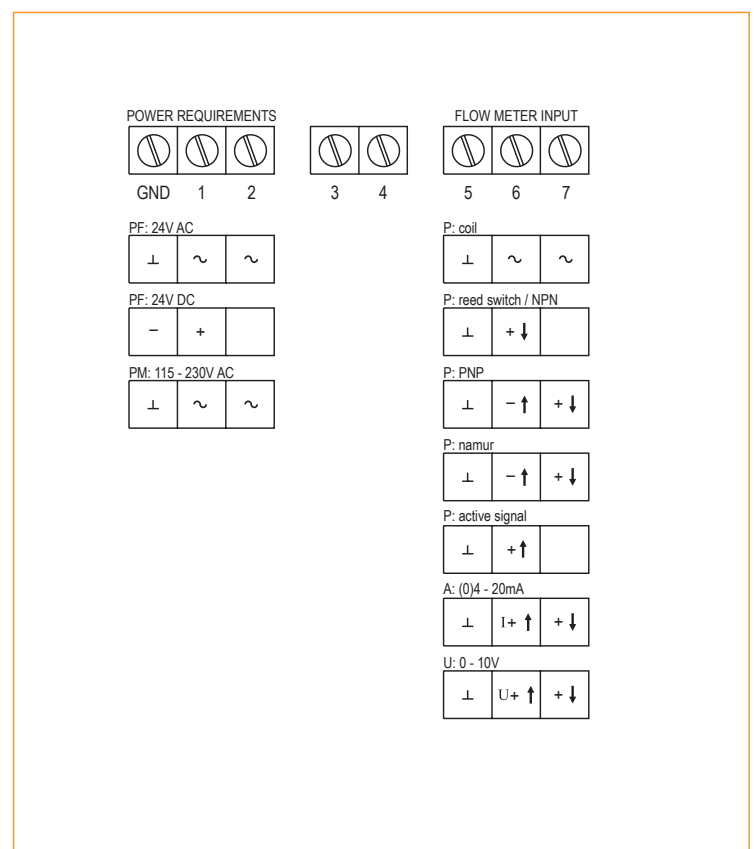 POWER REQUIREMENTS FLOW METER INPUT
GND 1 2 3 4 5 6 7
PF: 24V AC P: coil
⊥ ~ ~ ⊥ ~ ~
PF: 24V DC P: reed switch / NPN
− + ⊥ +↓
PM: 115 - 230V AC P: PNP
⊥ ~ ~ ⊥ −↑ +↓
P: namur
⊥ −↑ +↓
P: active signal
⊥ +↑
A: (0)4 - 20mA
⊥ I+ ↑ +↓
U: 0 - 10V
⊥ U+ ↑ +↓